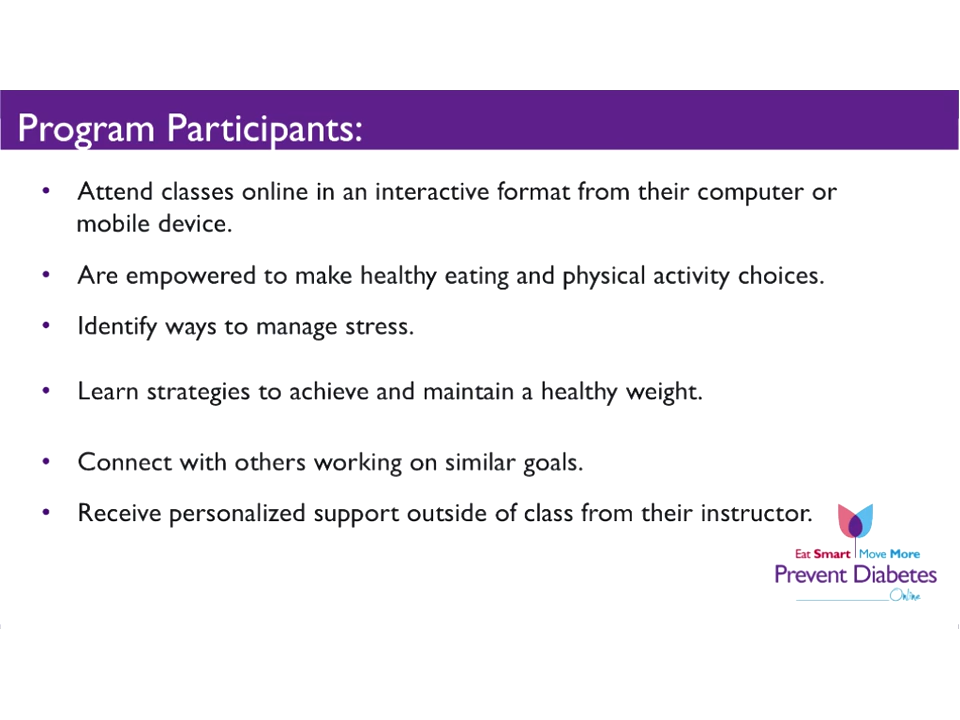 Program Participants:
• Attend classes online in an interactive format from their computer or
mobile device.
• Are empowered to make healthy eating and physical activity choices.
• Identify ways to manage stress.
• Learn strategies to achieve and maintain a healthy weight.
• Connect with others working on similar goals.
• Receive personalized support outside of class from their instructor.
Eat Smart Move More
Prevent Diabetes
Online